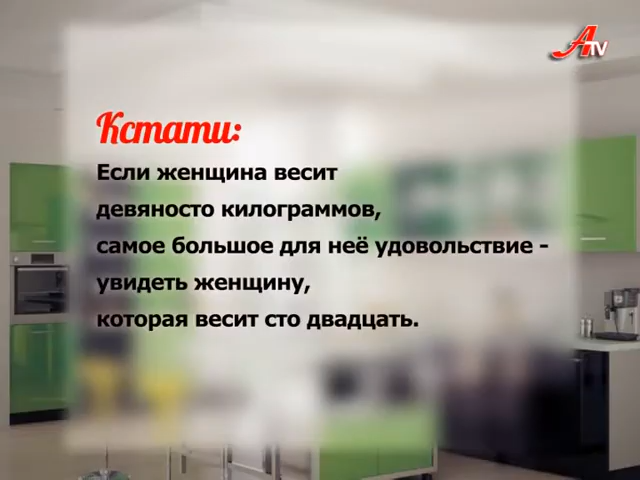 ATV
Кстати:
Если женщина весит
девяносто килограммов,
самое большое для неё удовольствие -
увидеть женщину,
которая весит сто двадцать.